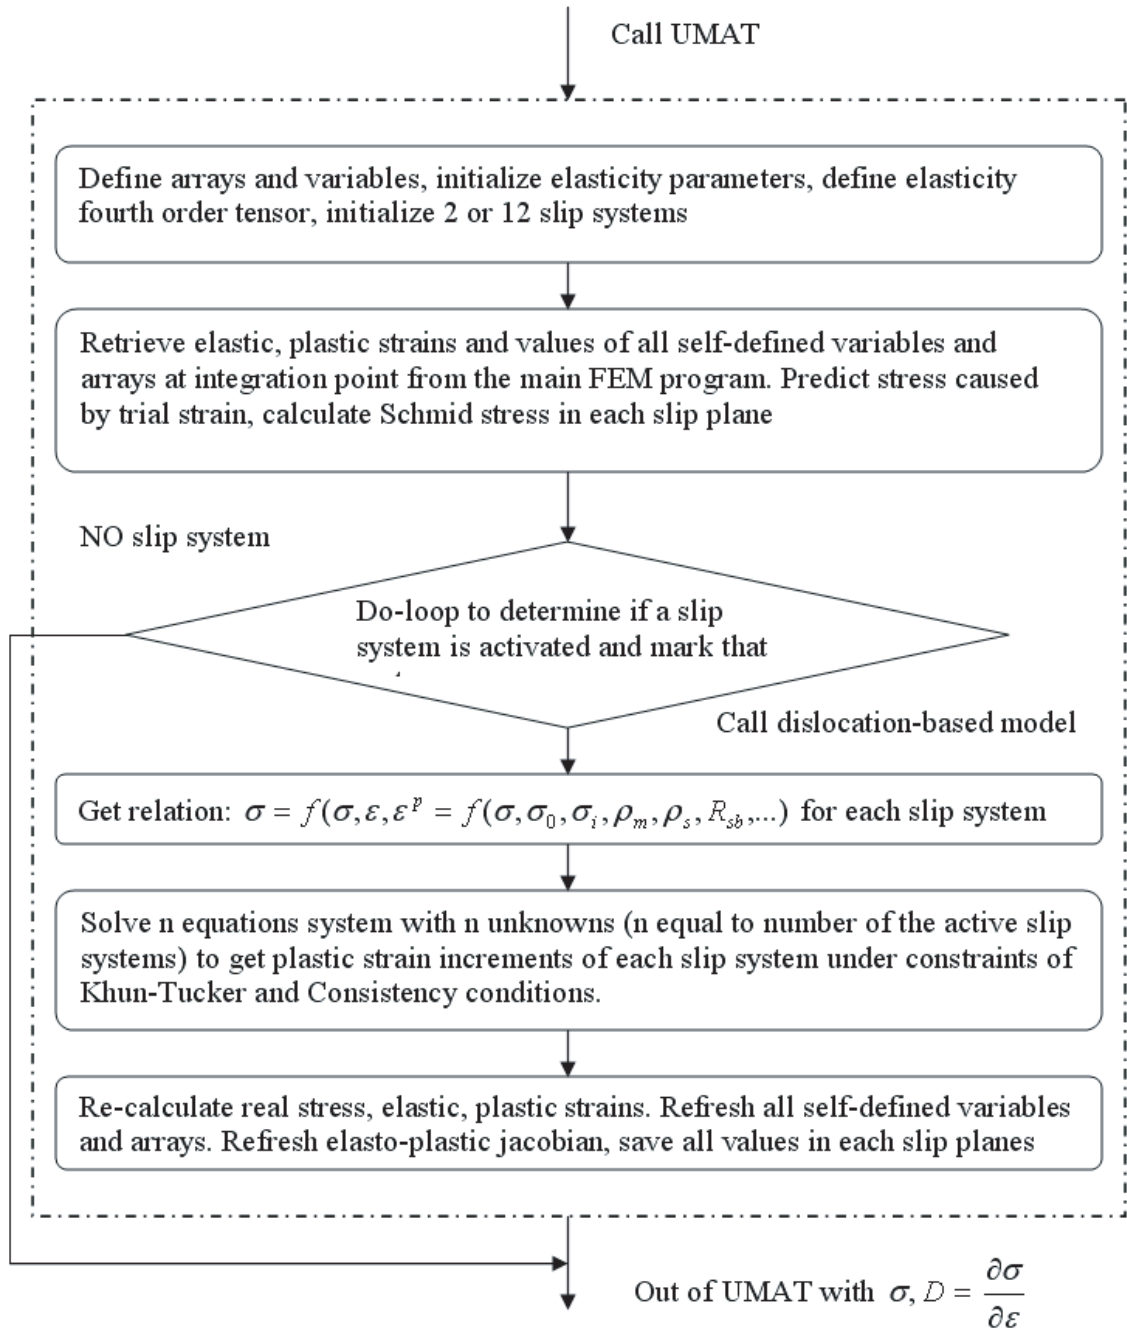 Call UMAT
Define arrays and variables, initialize elasticity parameters, define elasticity
fourth order tensor, initialize 2 or 12 slip systems
Retrieve elastic, plastic strains and values of all self-defined variables and
arrays at integration point from the main FEM program. Predict stress caused
by trial strain, calculate Schmid stress in each slip plane
NO slip system
Do-loop to determine if a slip
system is activated and mark that
Call dislocation-based model
Get relation: σ = f(σ, ε, ε^p = f(σ, σ_0, σ_i, ρ_m, ρ_s, R_sb, ...) for each slip system
Solve n equations system with n unknowns (n equal to number of the active slip
systems) to get plastic strain increments of each slip system under constraints of
Khun-Tucker and Consistency conditions.
Re-calculate real stress, elastic, plastic strains. Refresh all self-defined variables
and arrays. Refresh elasto-plastic jacobian, save all values in each slip planes
Out of UMAT with σ, D = ∂σ/∂ε